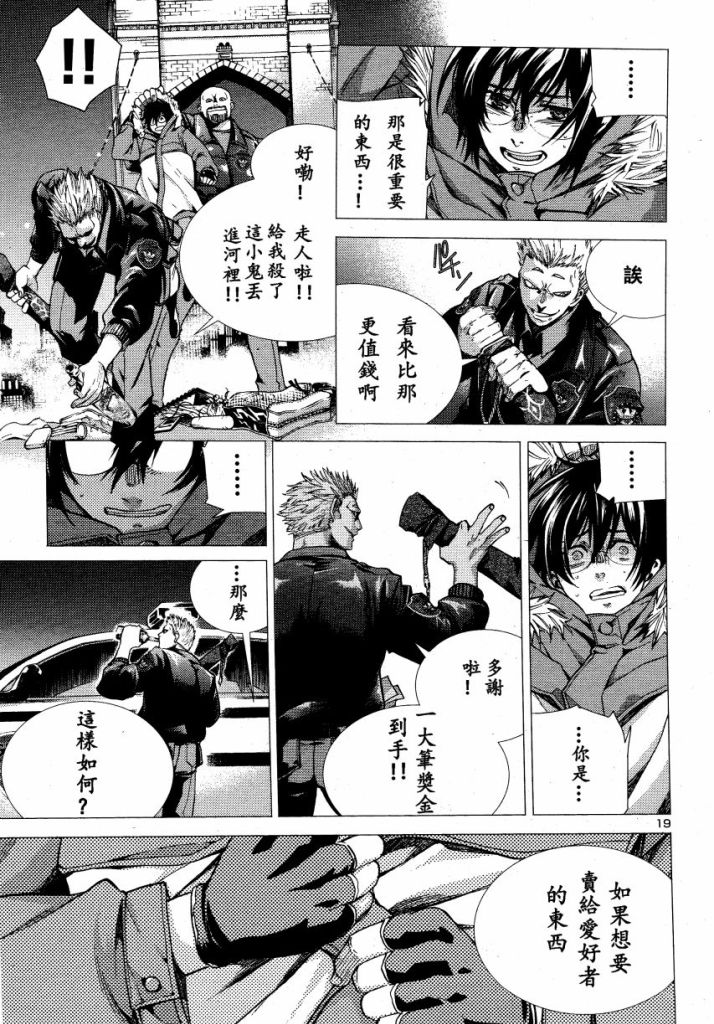 ……
那是很重要
的東西…！
誒
看來比那
更值錢啊
パチン
!!
好嘞！
走人啦!!
給我殺了
這小鬼丟
進河裡!!
……
…你是…
多謝
啦！
一大筆獎金
到手!!
……
…那麼
這樣如何？
19
如果想要
賣給愛好者
的東西